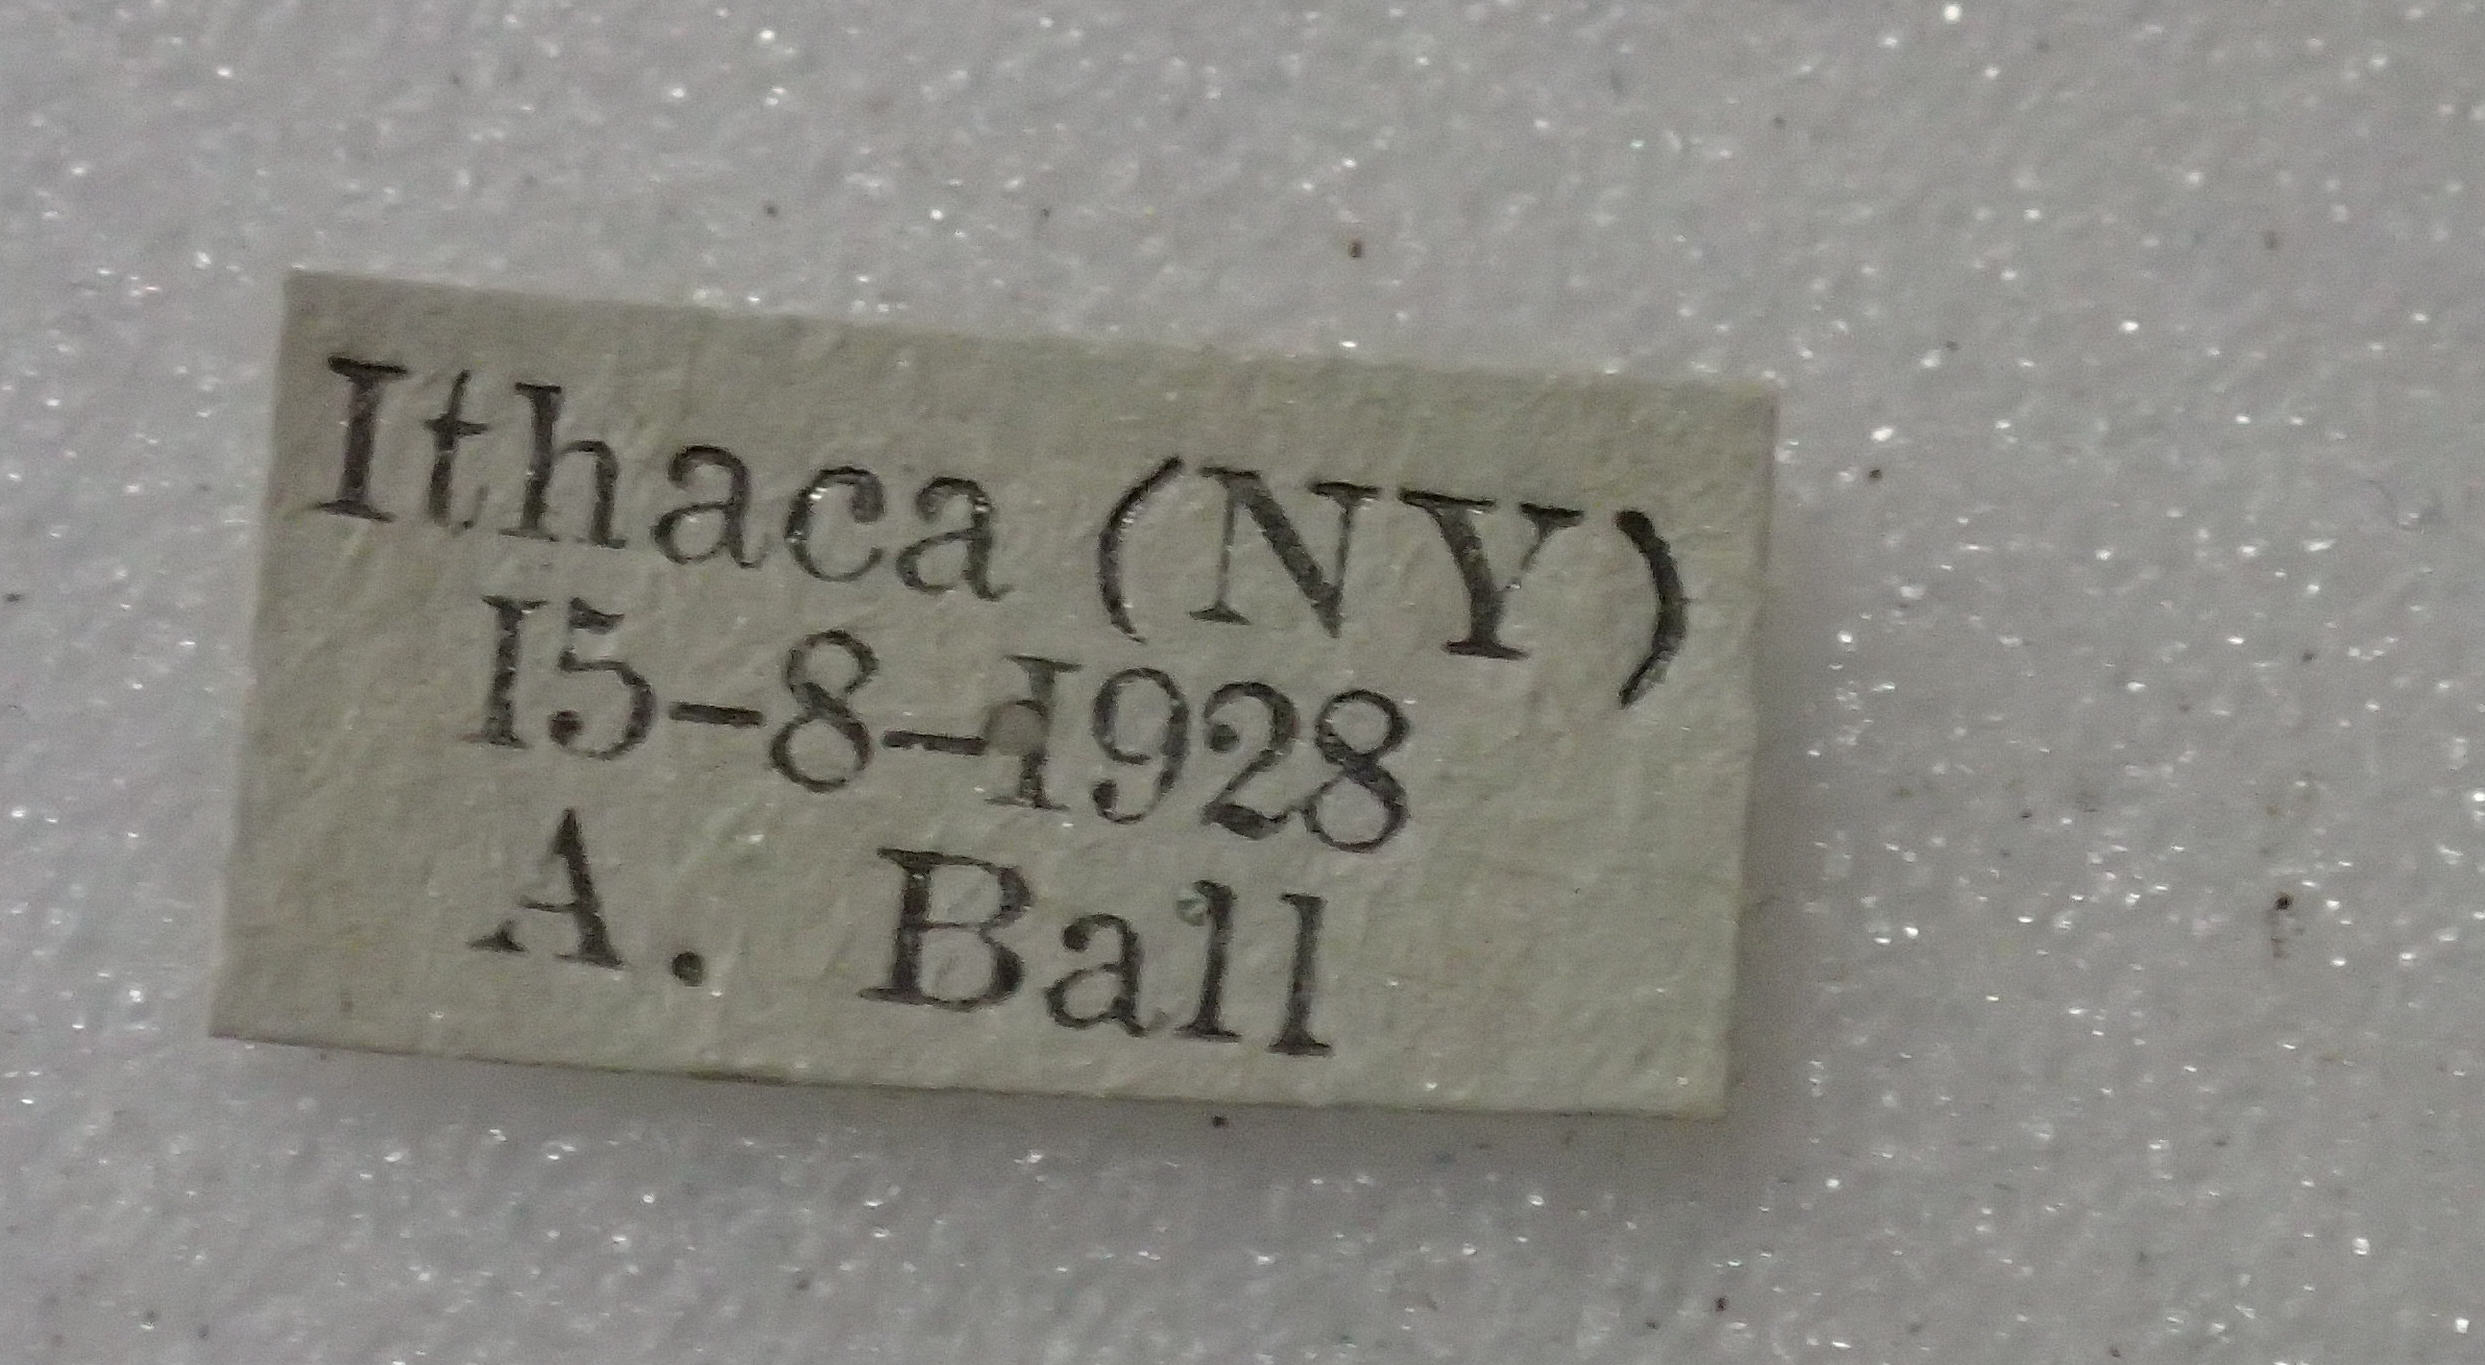 Ithaca (NY)
I5-8-I928
A. Ball